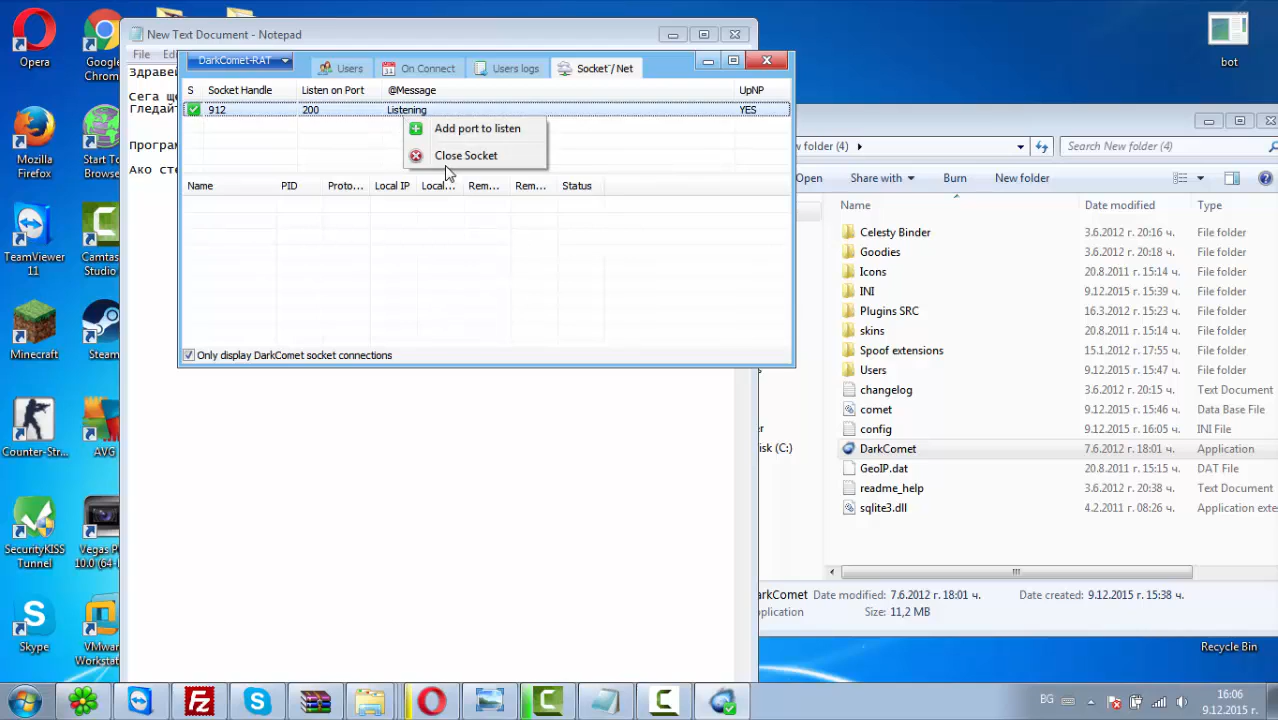 Opera
Google Chrom
Mozilla Firefox
Start To
Browse
TeamViewer 11
Camtas
Studio
Minecraft
Steam
Counter-Str...
AVG
SecurityKISS Tunnel
Vegas P
10.0 (64-
Skype
VMwar
Workstat
bot
Recycle Bin
New Text Document - Notepad
File Ed
Здравей
Сега ще
Гледай
Програм
Ако сте
DarkComet-RAT
Users
On Connect
Users logs
Socket / Net
S Socket Handle Listen on Port @Message UpNP
912 200 Listening YES
Add port to listen
Close Socket
Name PID Proto... Local IP Local... Rem... Rem... Status
Only display DarkComet socket connections
w folder (4)
Search New folder (4)
Open Share with Burn New folder
Name Date modified Type
Celesty Binder 3.6.2012 г. 20:16 ч. File folder
Goodies 3.6.2012 г. 20:18 ч. File folder
Icons 20.8.2011 г. 15:14 ч. File folder
INI 9.12.2015 г. 15:39 ч. File folder
Plugins SRC 16.3.2012 г. 12:23 ч. File folder
skins 20.8.2011 г. 15:14 ч. File folder
Spoof extensions 15.1.2012 г. 17:55 ч. File folder
Users 9.12.2015 г. 15:47 ч. File folder
changelog 3.6.2012 г. 20:15 ч. Text Document
comet 9.12.2015 г. 15:46 ч. Data Base File
config 9.12.2015 г. 16:05 ч. INI File
DarkComet 7.6.2012 г. 18:01 ч. Application
GeoIP.dat 20.8.2011 г. 15:15 ч. DAT File
readme_help 3.6.2012 г. 20:38 ч. Text Document
sqlite3.dll 4.2.2011 г. 08:26 ч. Application exte
er
isk (C:)
arkComet Date modified: 7.6.2012 г. 18:01 ч. Date created: 9.12.2015 г. 15:38 ч.
pplication Size: 11,2 MB
BG
16:06
9.12.2015 г.